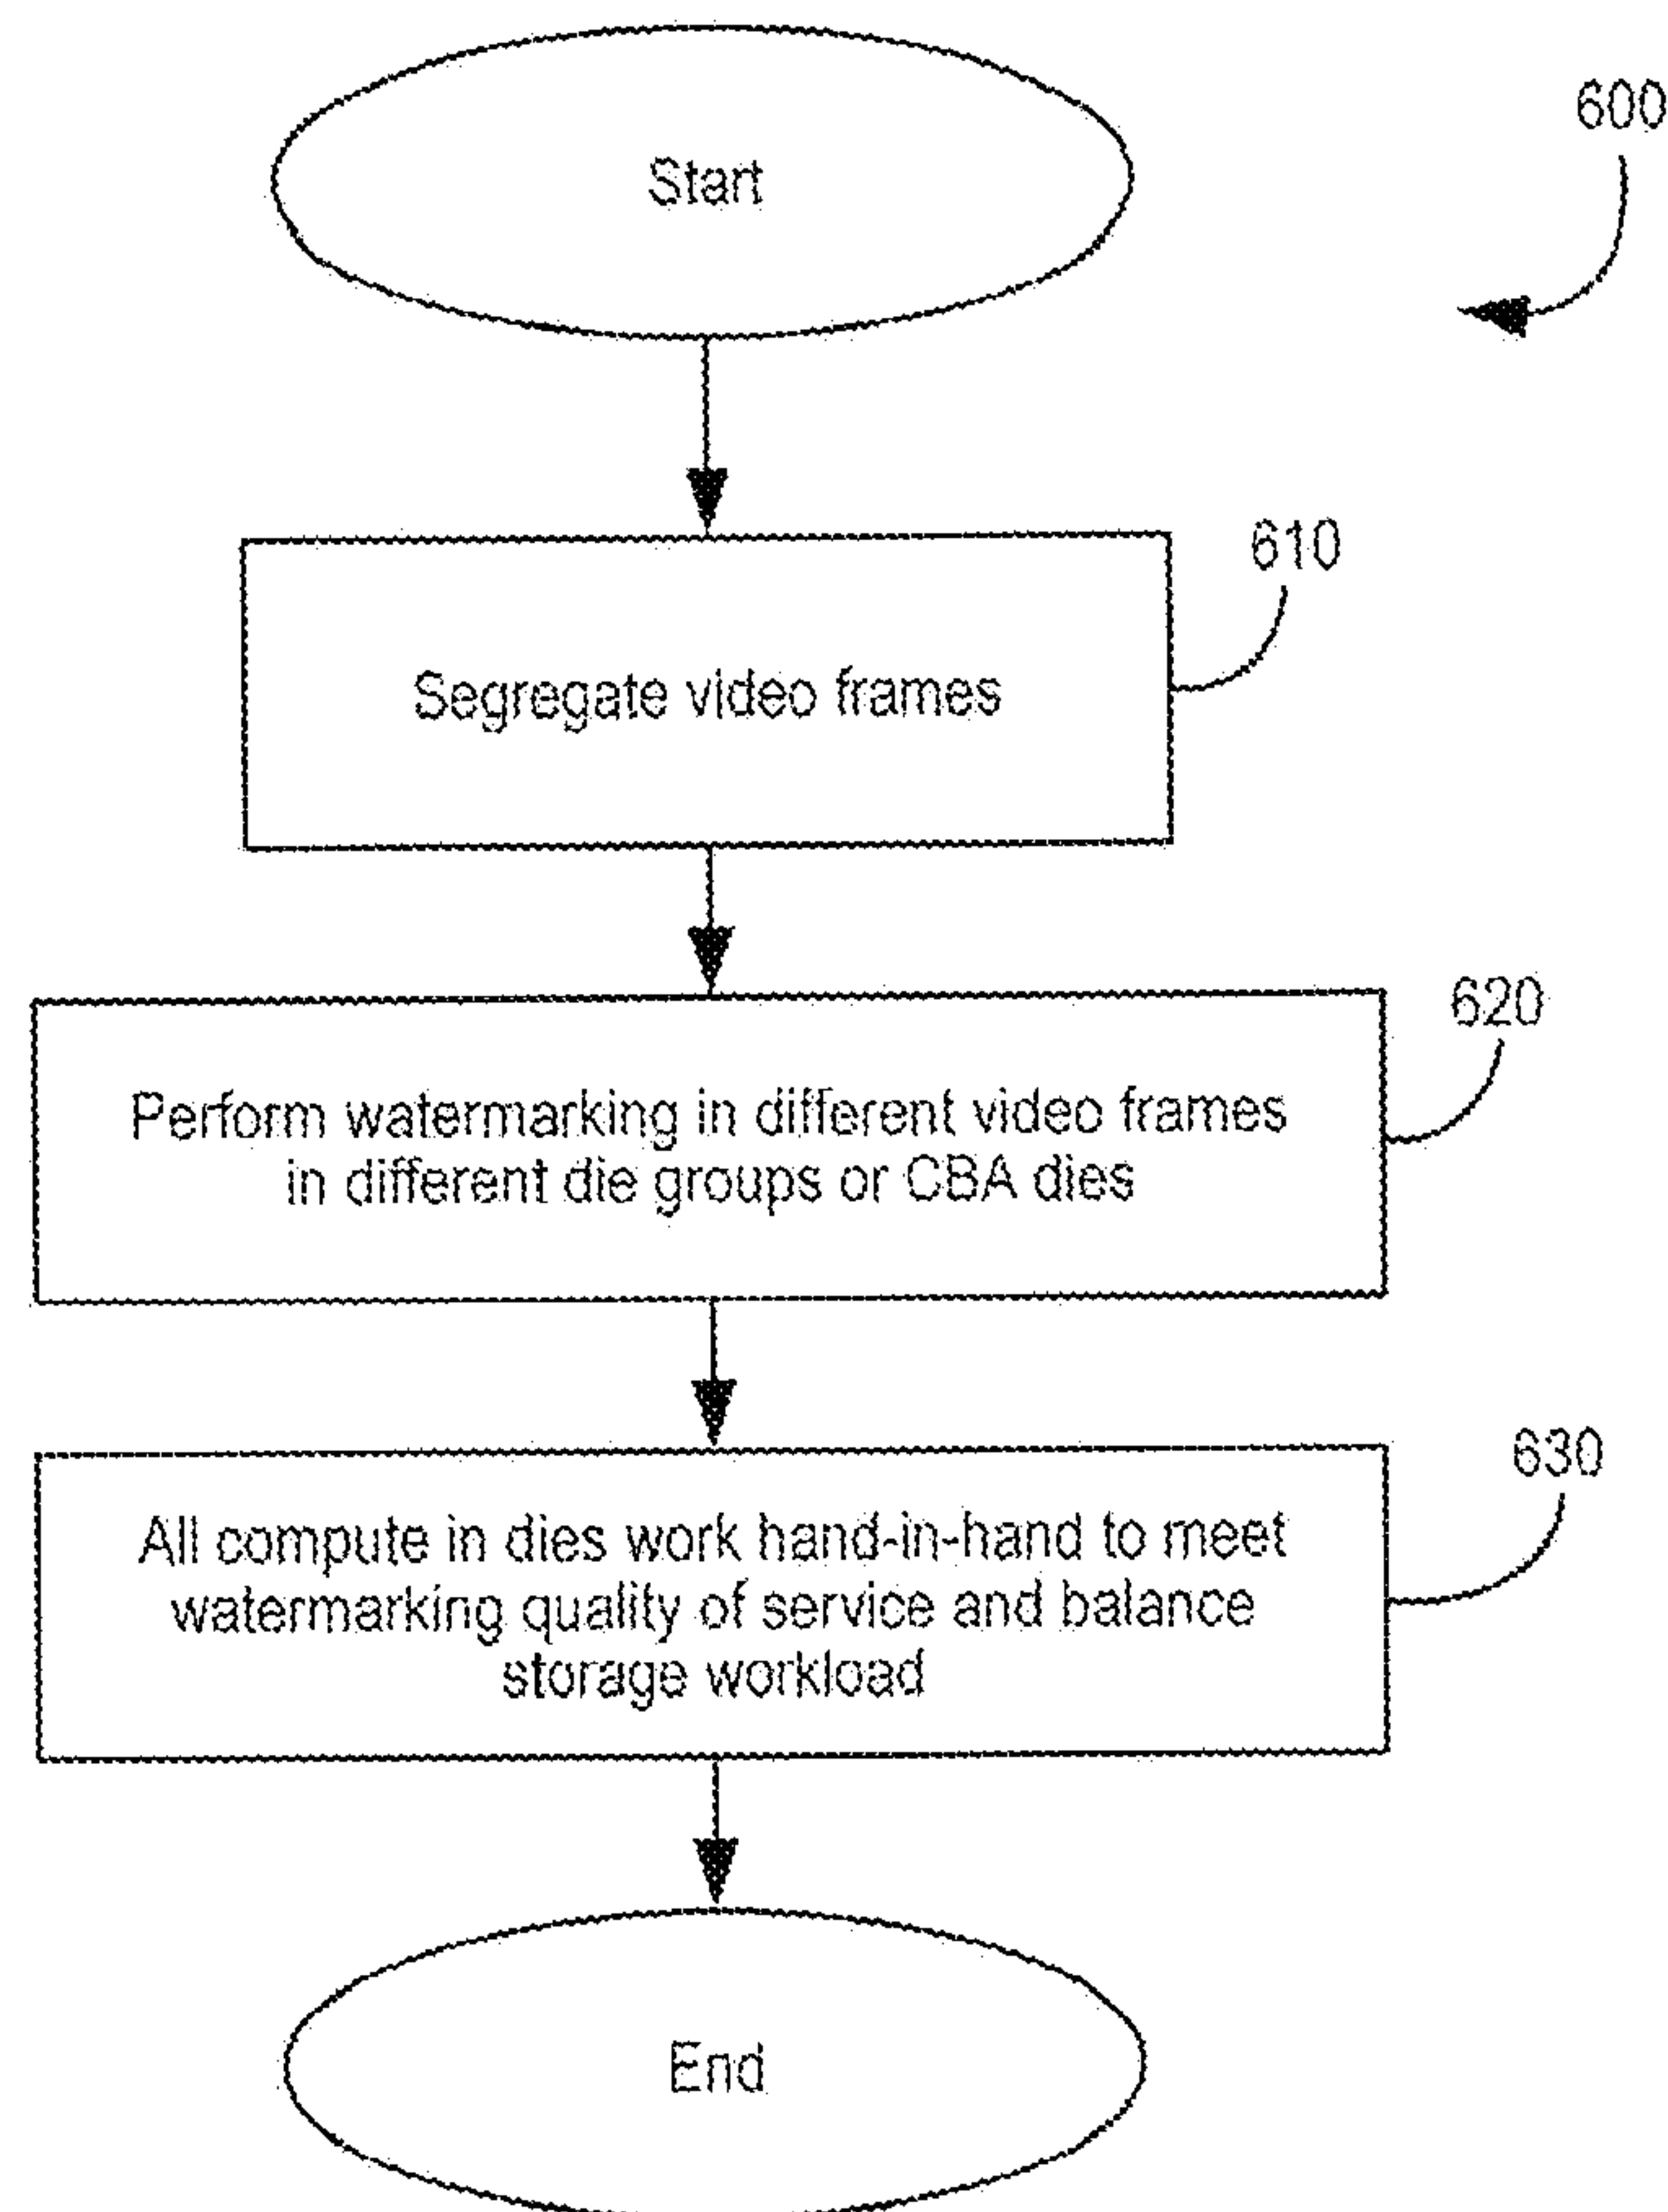 600
Start
610
Segregate video frames
620
Perform watermarking in different video frames
in different die groups or CBA dies
630
All compute in dies work hand-in-hand to meet
watermarking quality of service and balance
storage workload
End